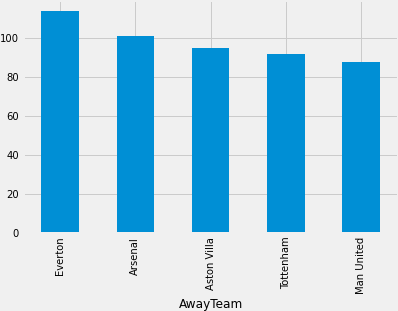 100
80
60
40
20
0
Everton
Arsenal
Aston Villa
Tottenham
Man United
AwayTeam